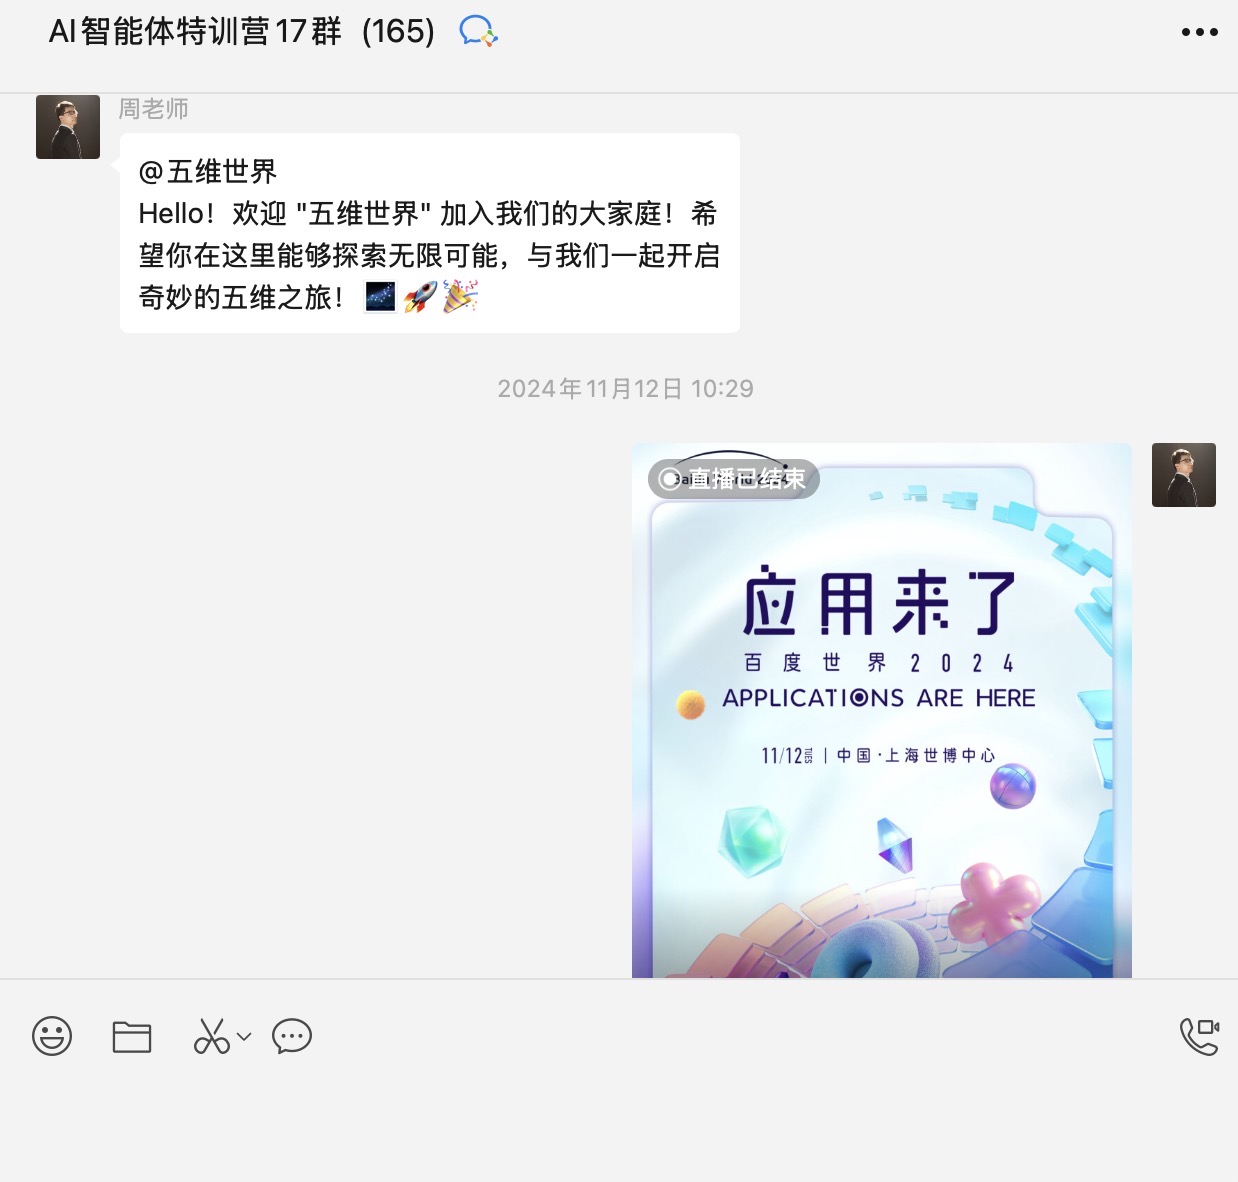 AI智能体特训营17群（165）
周老师
@五维世界
Hello！欢迎 "五维世界" 加入我们的大家庭！希
望你在这里能够探索无限可能，与我们一起开启
奇妙的五维之旅！🌌🚀🎉
2024年11月12日 10:29
直播已结束
应用来了
百度世界2024
APPLICATIONS ARE HERE
11/12 | 中国·上海世博中心